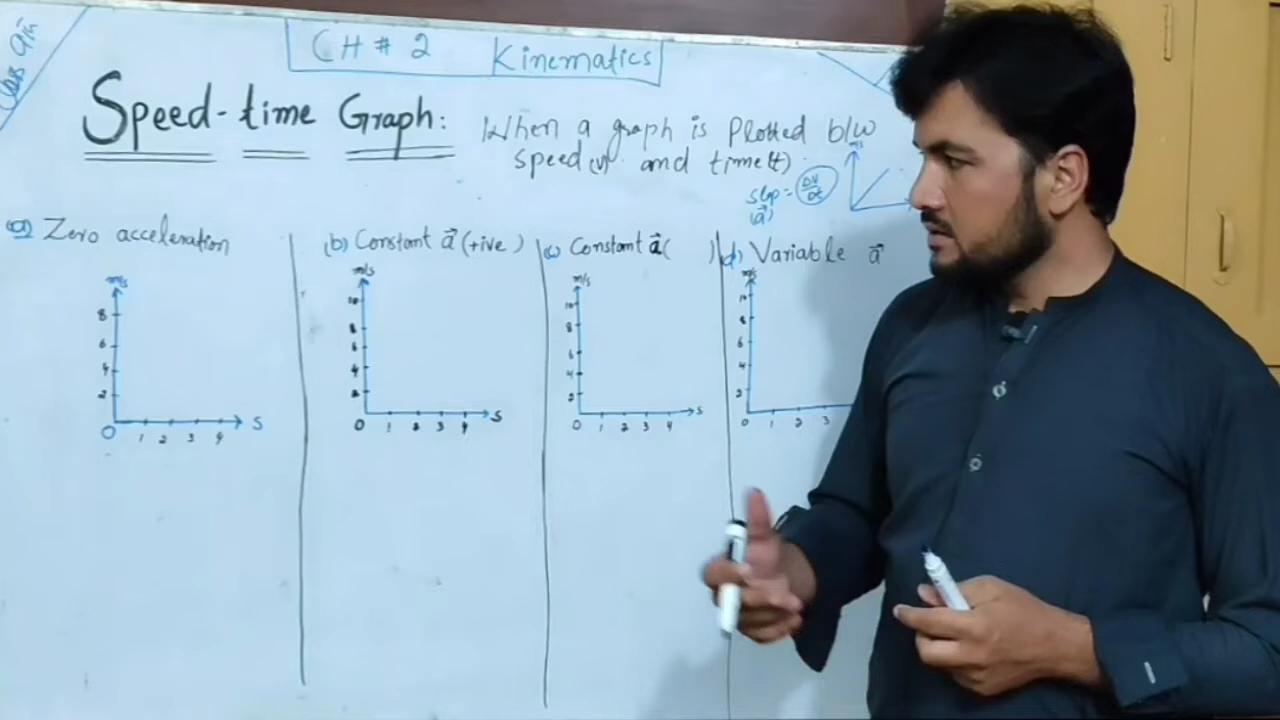 Class 9th
CH # 2 Kinematics
Speed-time Graph:
When a graph is Plotted b/w
speed (v) and time (t).
m/s
slop = Δv/Δt
(a⃗)
(a) Zero acceleration
(b) Constant a⃗ (+ive)
(c) Constant a⃗ ( )
(d) Variable a⃗
m/s
8
6
4
2
O 1 2 3 4 s
m/s
10
8
6
4
2
0 1 2 3 4 s
m/s
10
8
6
4
2
0 1 2 3 4 s
m/s
10
8
6
4
2
0 1 2 3